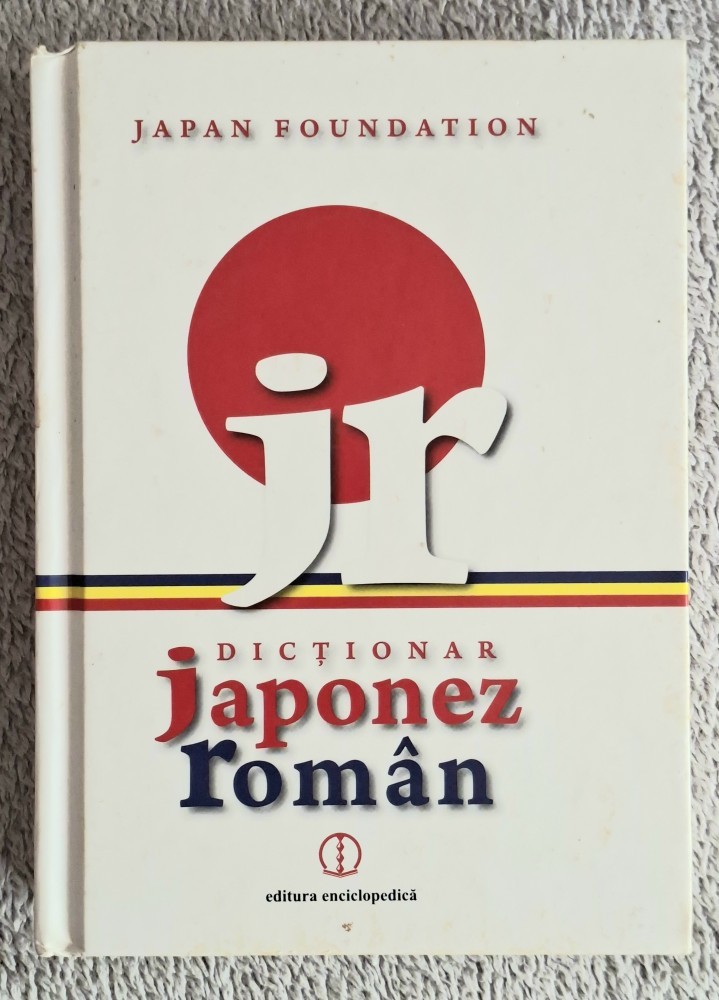 JAPAN FOUNDATION
jr
DICȚIONAR
japonez
român
editura enciclopedică